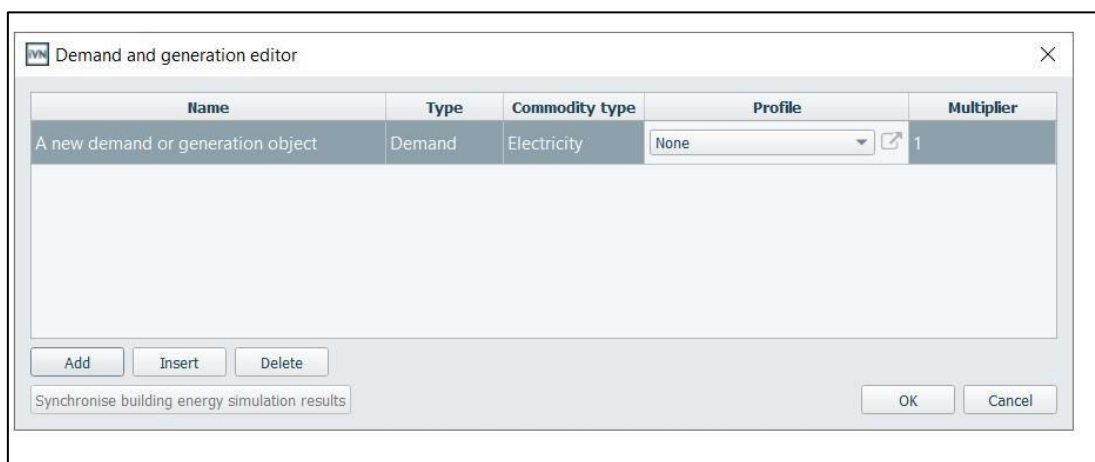 iVN Demand and generation editor
Name Type Commodity type Profile Multiplier
A new demand or generation object Demand Electricity None 1
Add Insert Delete
Synchronise building energy simulation results OK Cancel